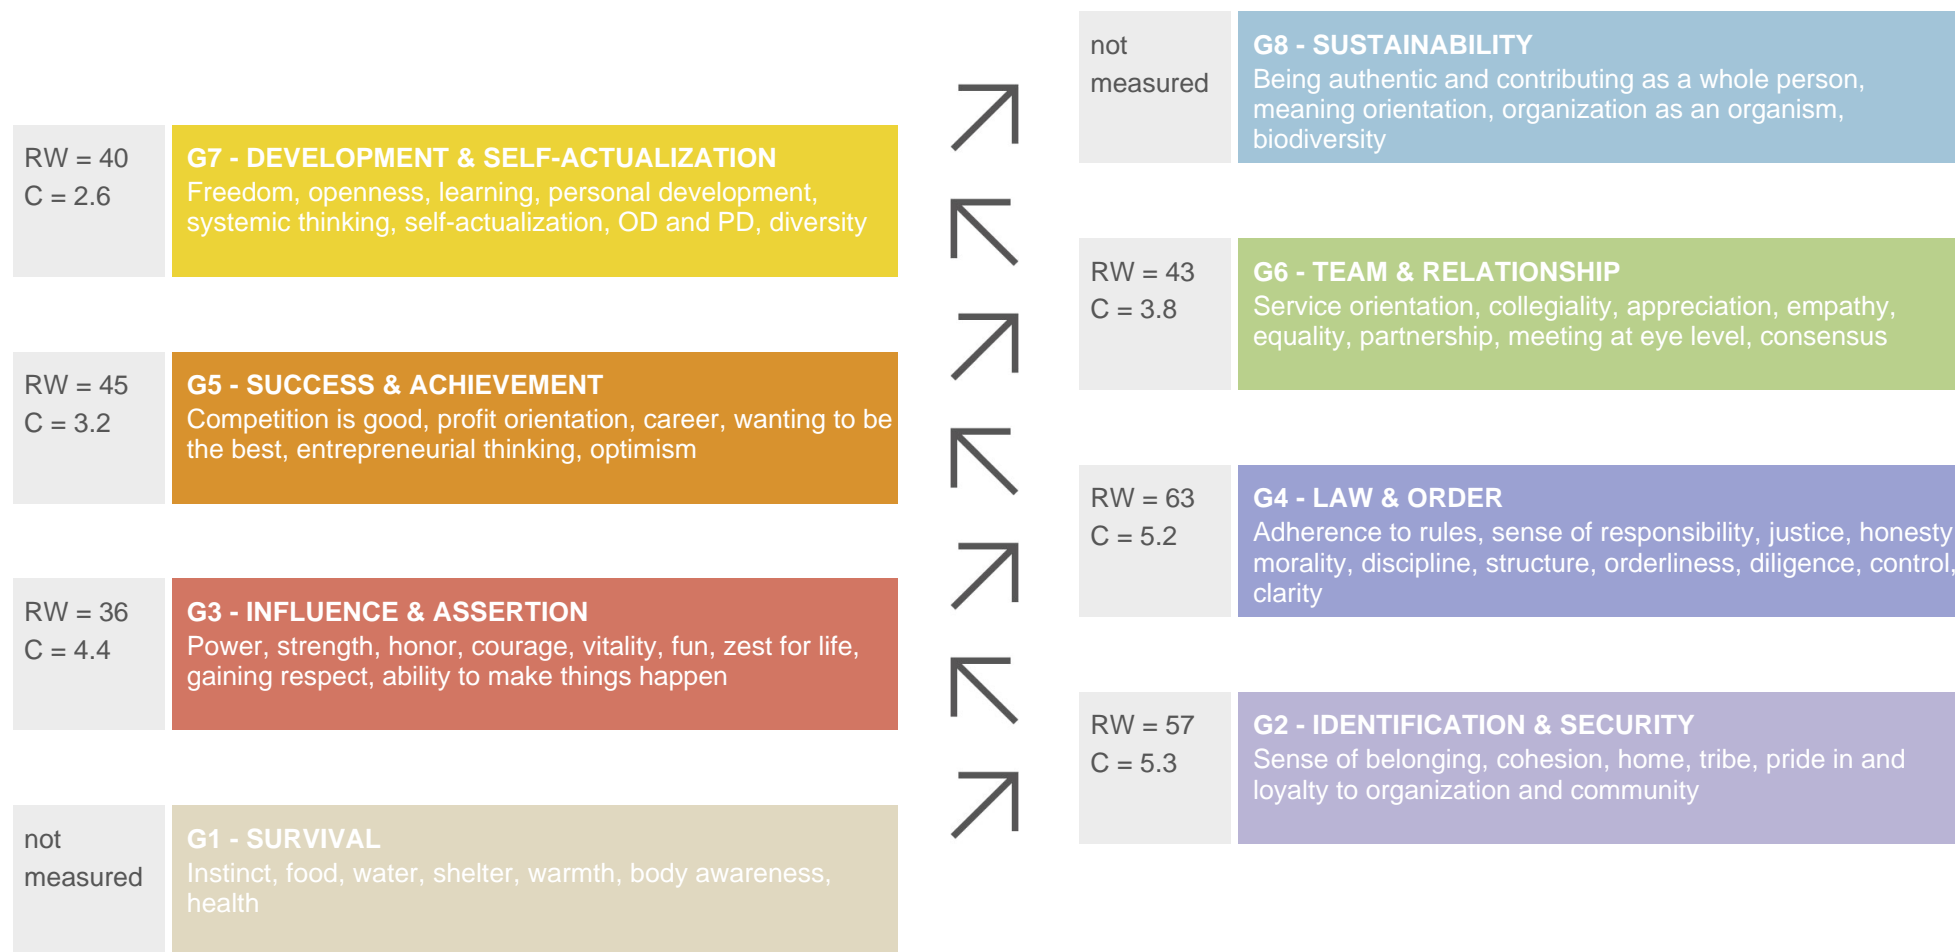 not
measured
G8 - SUSTAINABILITY
Being authentic and contributing as a whole person,
meaning orientation, organization as an organism,
biodiversity
RW = 40
C = 2.6
G7 - DEVELOPMENT & SELF-ACTUALIZATION
Freedom, openness, learning, personal development,
systemic thinking, self-actualization, OD and PD, diversity
RW = 43
C = 3.8
G6 - TEAM & RELATIONSHIP
Service orientation, collegiality, appreciation, empathy,
equality, partnership, meeting at eye level, consensus
RW = 45
C = 3.2
G5 - SUCCESS & ACHIEVEMENT
Competition is good, profit orientation, career, wanting to be
the best, entrepreneurial thinking, optimism
RW = 63
C = 5.2
G4 - LAW & ORDER
Adherence to rules, sense of responsibility, justice, honesty
morality, discipline, structure, orderliness, diligence, control,
clarity
RW = 36
C = 4.4
G3 - INFLUENCE & ASSERTION
Power, strength, honor, courage, vitality, fun, zest for life,
gaining respect, ability to make things happen
RW = 57
C = 5.3
G2 - IDENTIFICATION & SECURITY
Sense of belonging, cohesion, home, tribe, pride in and
loyalty to organization and community
not
measured
G1 - SURVIVAL
Instinct, food, water, shelter, warmth, body awareness,
health